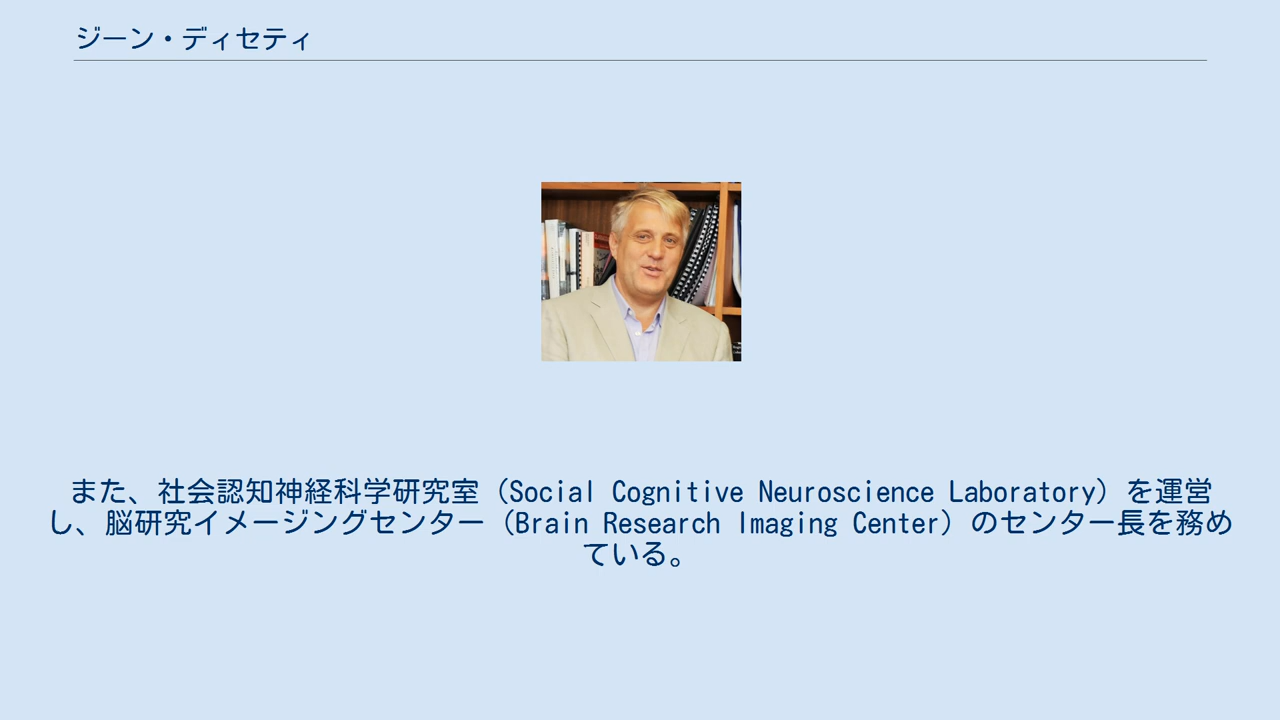 ジーン・ディセティ
また、社会認知神経科学研究室（Social Cognitive Neuroscience Laboratory）を運営
し、脳研究イメージングセンター（Brain Research Imaging Center）のセンター長を務め
ている。